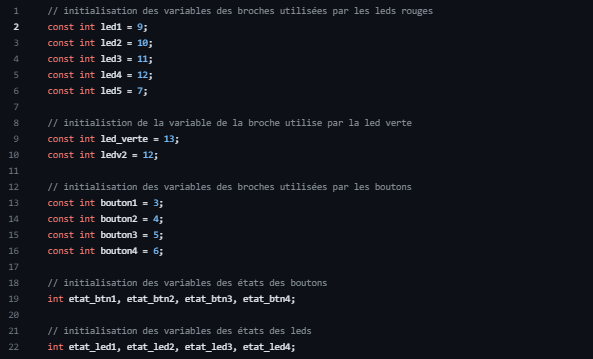 1 // initialisation des variables des broches utilisées par les leds rouges
2 const int led1 = 9;
3 const int led2 = 10;
4 const int led3 = 11;
5 const int led4 = 12;
6 const int led5 = 7;
7
8 // initialistion de la variable de la broche utilise par la led verte
9 const int led_verte = 13;
10 const int ledv2 = 12;
11
12 // initialisation des variables des broches utilisées par les boutons
13 const int bouton1 = 3;
14 const int bouton2 = 4;
15 const int bouton3 = 5;
16 const int bouton4 = 6;
17
18 // initialisation des variables des états des boutons
19 int etat_btn1, etat_btn2, etat_btn3, etat_btn4;
20
21 // initialisation des variables des états des leds
22 int etat_led1, etat_led2, etat_led3, etat_led4;